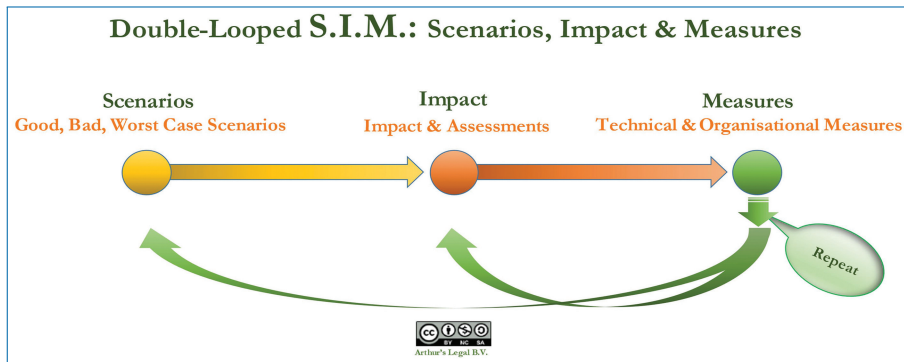 Double-Looped S.I.M.: Scenarios, Impact & Measures
Scenarios
Good, Bad, Worst Case Scenarios
Impact
Impact & Assessments
Measures
Technical & Organisational Measures
Repeat
cc
BY NC SA
Arthur's Legal B.V.